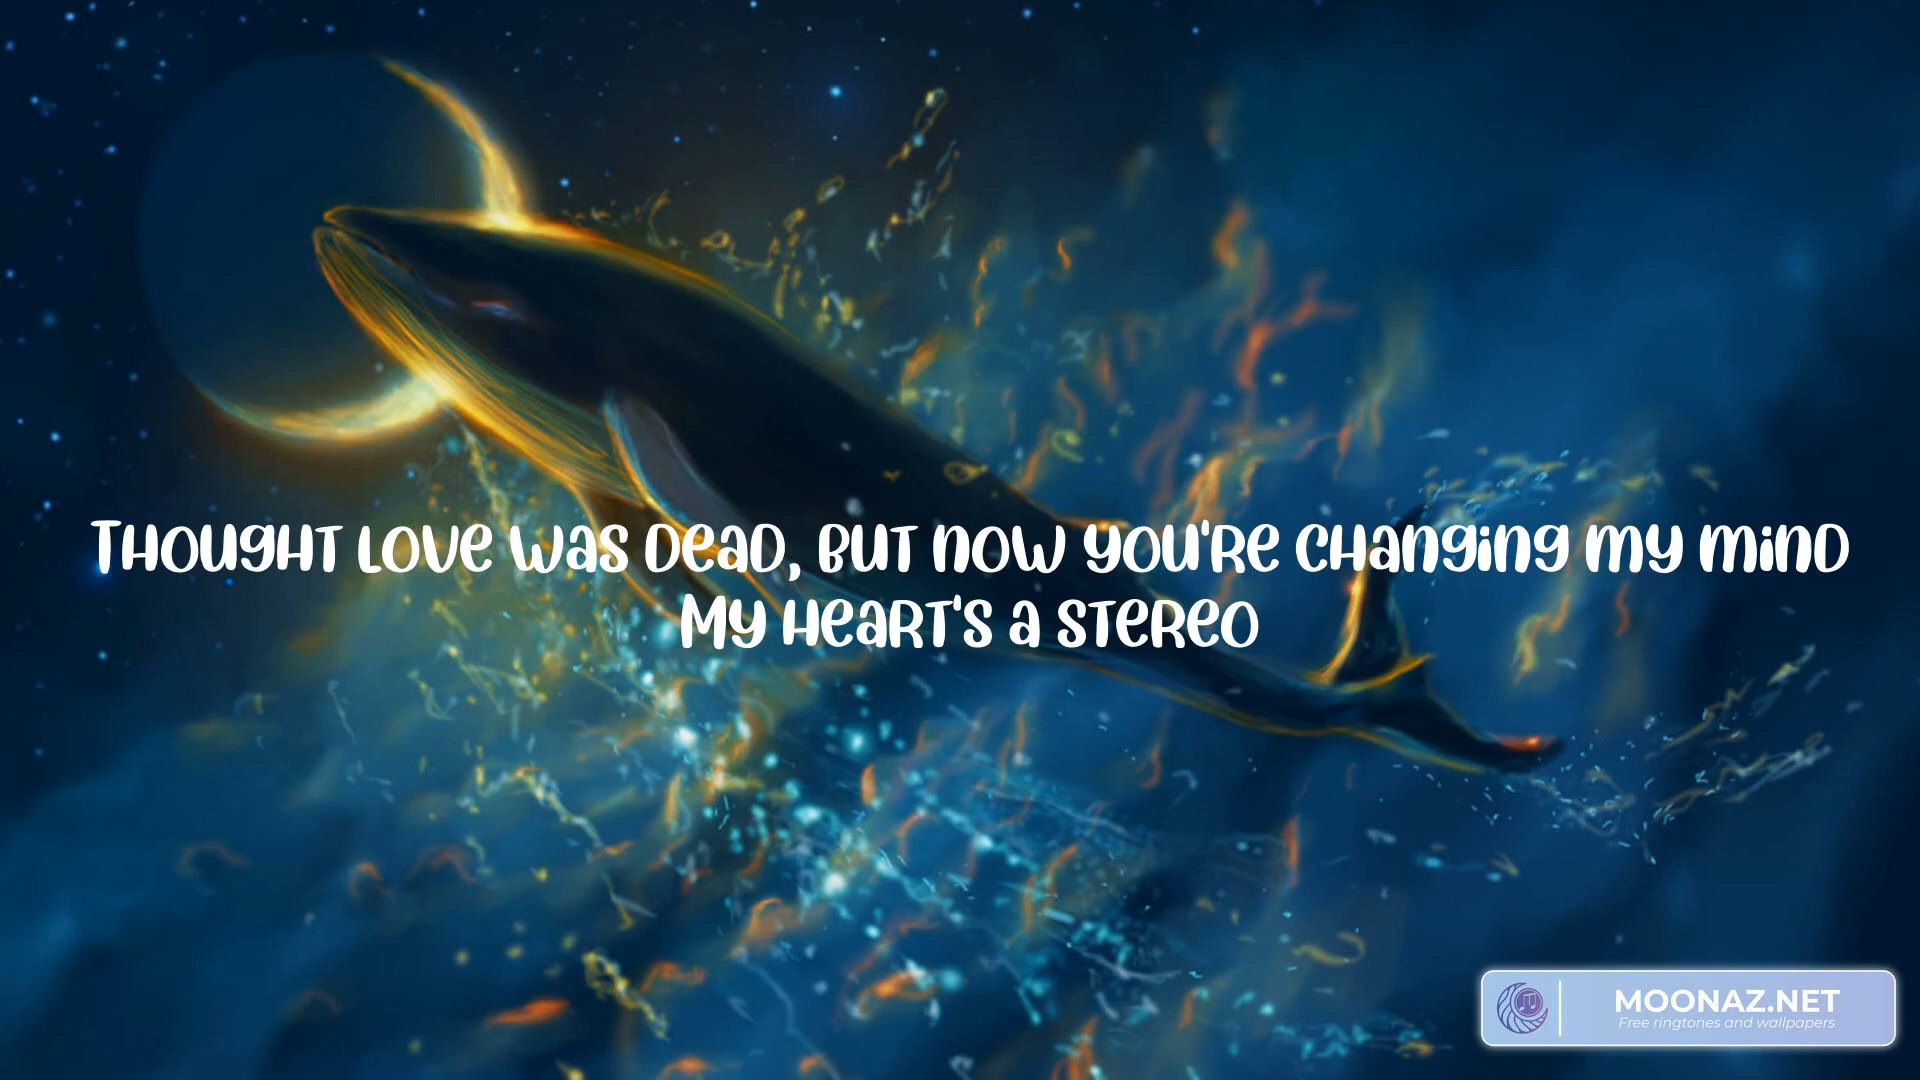 Thought love was dead, but now you're changing my mind
My heart's a stereo
MOONAZ.NET
Free ringtones and wallpapers